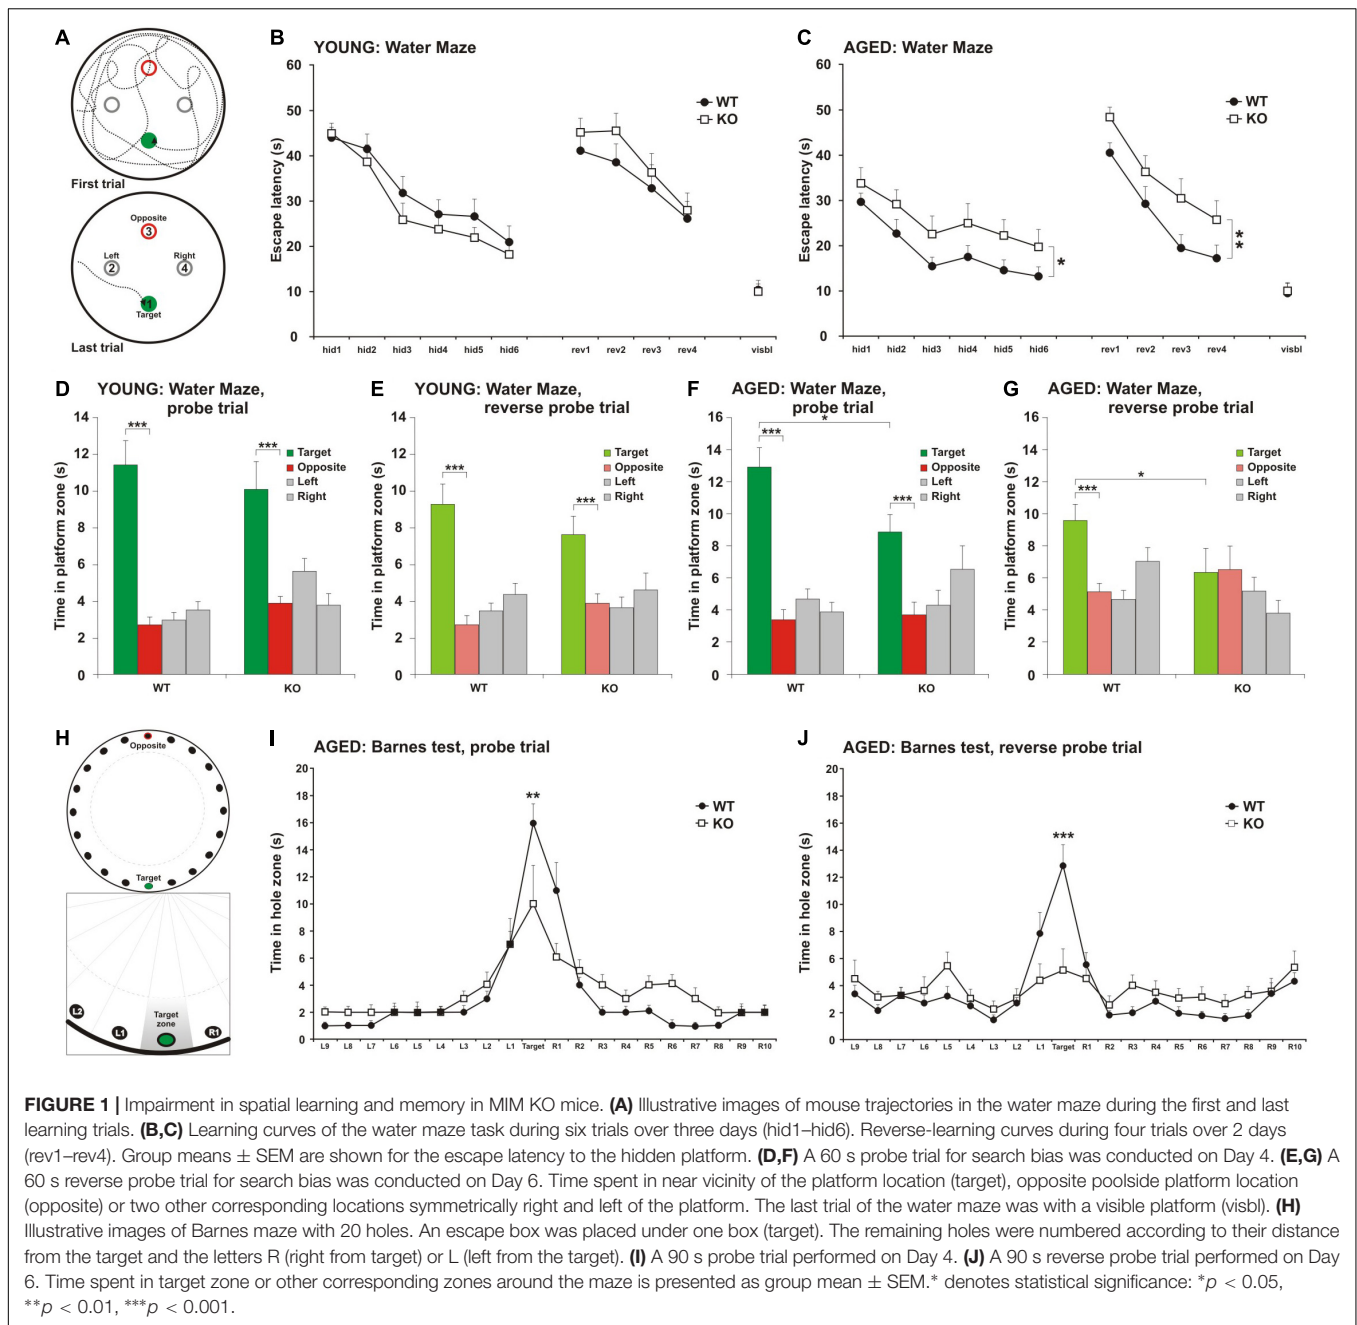 A
First trial
Opposite
3
Left
2
Right
4
1
Target
Last trial
B
YOUNG: Water Maze
Escape latency (s)
60
50
40
30
20
10
0
WT
KO
hid1 hid2 hid3 hid4 hid5 hid6 rev1 rev2 rev3 rev4 visbl
C
AGED: Water Maze
Escape latency (s)
60
50
40
30
20
10
0
WT
KO
*
**
hid1 hid2 hid3 hid4 hid5 hid6 rev1 rev2 rev3 rev4 visbl
D
YOUNG: Water Maze,
probe trial
Time in platform zone (s)
14
12
10
8
6
4
2
0
***
***
Target
Opposite
Left
Right
WT KO
E
YOUNG: Water Maze,
reverse probe trial
Time in platform zone (s)
14
12
10
8
6
4
2
0
***
***
Target
Opposite
Left
Right
WT KO
F
AGED: Water Maze,
probe trial
Time in platform zone (s)
16
14
12
10
8
6
4
2
0
*
***
***
Target
Opposite
Left
Right
WT KO
G
AGED: Water Maze,
reverse probe trial
Time in platform zone (s)
16
14
12
10
8
6
4
2
0
*
***
Target
Opposite
Left
Right
WT KO
H
Opposite
Target
L2
L1
Target
zone
R1
I
AGED: Barnes test, probe trial
Time in hole zone (s)
20
18
16
14
12
10
8
6
4
2
0
**
WT
KO
L9 L8 L7 L6 L5 L4 L3 L2 L1 Target R1 R2 R3 R4 R5 R6 R7 R8 R9 R10
J
AGED: Barnes test, reverse probe trial
Time in hole zone (s)
20
18
16
14
12
10
8
6
4
2
0
***
WT
KO
L9 L8 L7 L6 L5 L4 L3 L2 L1 Target R1 R2 R3 R4 R5 R6 R7 R8 R9 R10
FIGURE 1 | Impairment in spatial learning and memory in MIM KO mice. (A) Illustrative images of mouse trajectories in the water maze during the first and last
learning trials. (B,C) Learning curves of the water maze task during six trials over three days (hid1–hid6). Reverse-learning curves during four trials over 2 days
(rev1–rev4). Group means ± SEM are shown for the escape latency to the hidden platform. (D,F) A 60 s probe trial for search bias was conducted on Day 4. (E,G) A
60 s reverse probe trial for search bias was conducted on Day 6. Time spent in near vicinity of the platform location (target), opposite poolside platform location
(opposite) or two other corresponding locations symmetrically right and left of the platform. The last trial of the water maze was with a visible platform (visbl). (H)
Illustrative images of Barnes maze with 20 holes. An escape box was placed under one box (target). The remaining holes were numbered according to their distance
from the target and the letters R (right from target) or L (left from the target). (I) A 90 s probe trial performed on Day 4. (J) A 90 s reverse probe trial performed on Day
6. Time spent in target zone or other corresponding zones around the maze is presented as group mean ± SEM.* denotes statistical significance: *p < 0.05,
**p < 0.01, ***p < 0.001.